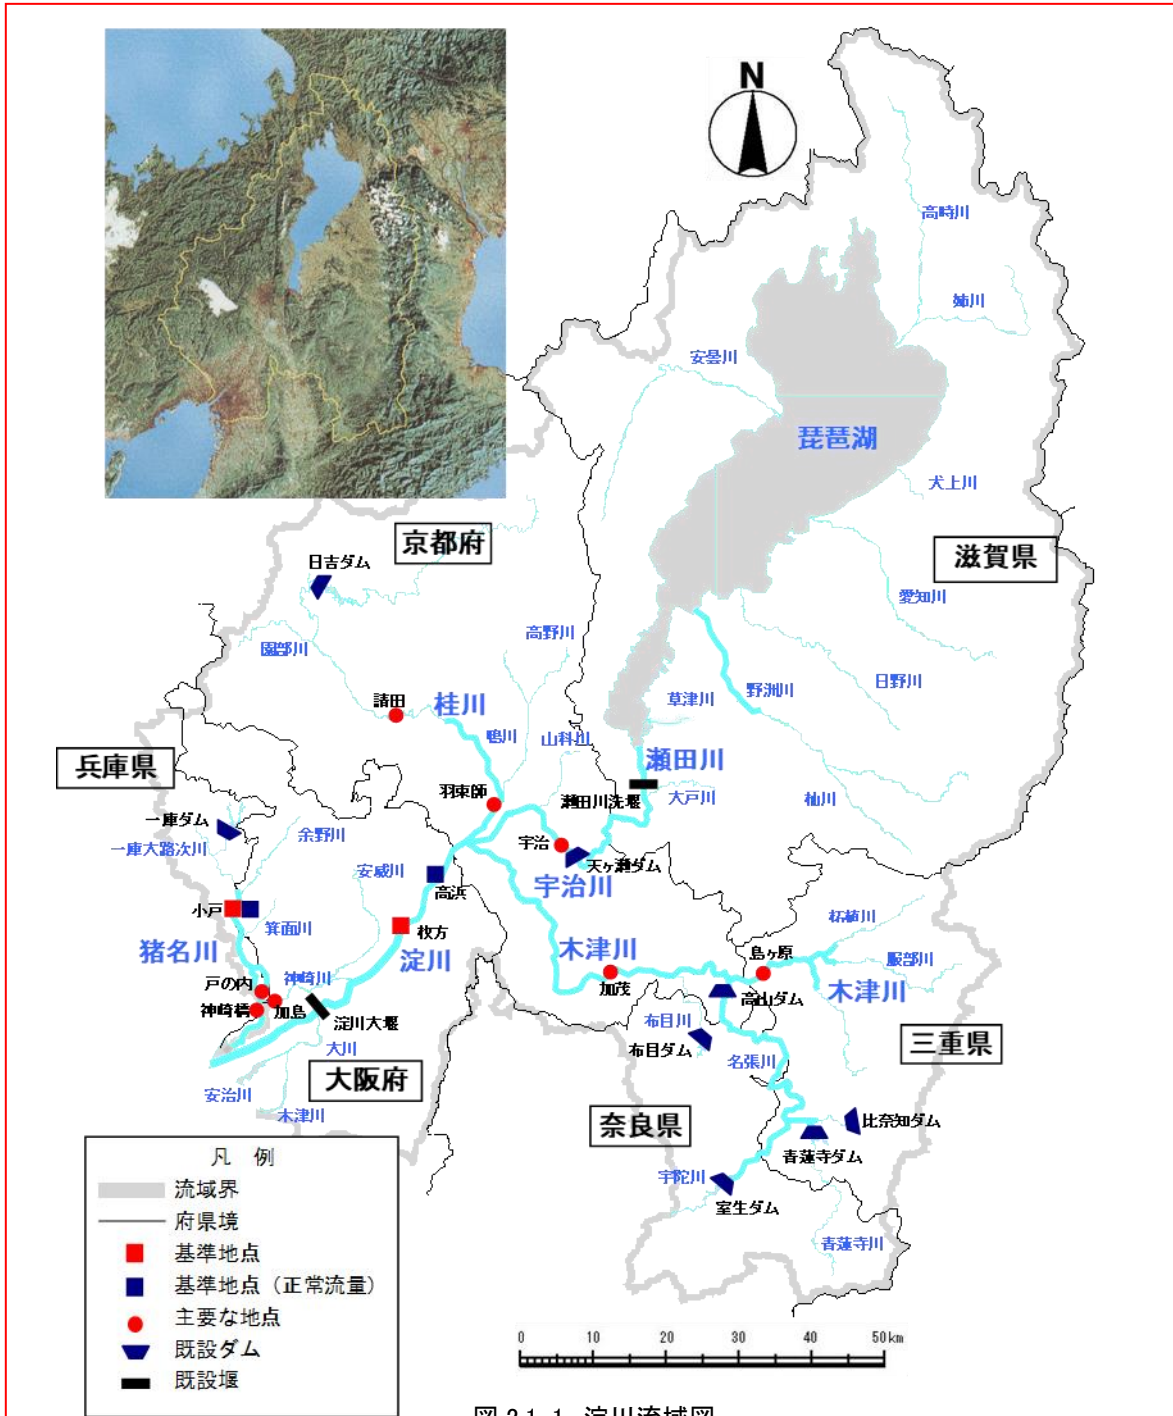 N
高時川
姉川
安曇川
琵琶湖
犬上川
京都府
滋賀県
日吉ダム
愛知川
高野川
園部川
日野川
野洲川
草津川
請田
桂川
鴨川
山科川
瀬田川
兵庫県
羽束師
瀬田川洗堰
大戸川
杣川
一庫ダム
余野川
一庫大路次川
宇治
天ヶ瀬ダム
安威川
高浜
宇治川
小戸
箕面川
枚方
柘植川
猪名川
淀川
木津川
島ヶ原
服部川
神崎川
戸の内
加茂
高山ダム
木津川
神崎橋
加島
淀川大堰
布目川
大川
布目ダム
名張川
三重県
大阪府
安治川
木津川
奈良県
比奈知ダム
青蓮寺ダム
宇陀川
室生ダム
青蓮寺川
凡 例
流域界
府県境
基準地点
基準地点（正常流量）
主要な地点
既設ダム
既設堰
0 10 20 30 40 50km
図 2.1-1 淀川流域図